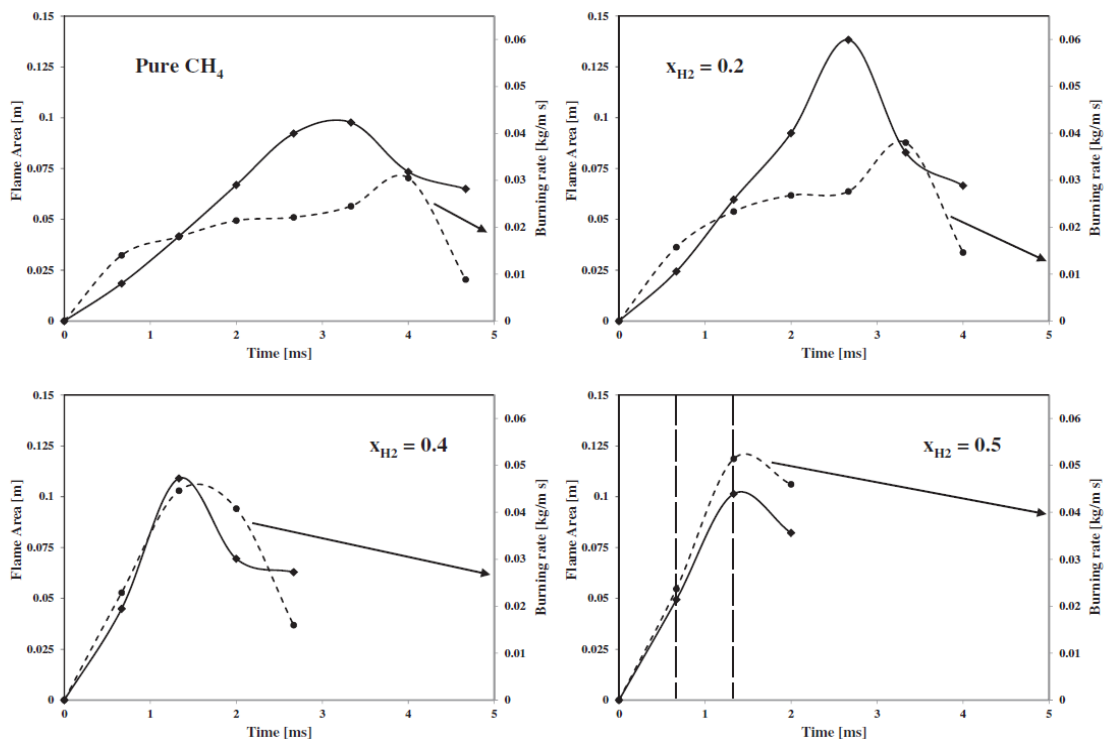 Pure CH4
Flame Area [m]
0.15
0.125
0.1
0.075
0.05
0.025
0
0 1 2 3 4 5
Time [ms]
0.06
0.05
0.04
0.03
0.02
0.01
0
Burning rate [kg/m s]
xH2 = 0.2
Flame Area [m]
0.15
0.125
0.1
0.075
0.05
0.025
0
0 1 2 3 4 5
Time [ms]
0.06
0.05
0.04
0.03
0.02
0.01
0
Burning rate [kg/m s]
xH2 = 0.4
Flame Area [m]
0.15
0.125
0.1
0.075
0.05
0.025
0
0 1 2 3 4 5
Time [ms]
0.06
0.05
0.04
0.03
0.02
0.01
0
Burning rate [kg/m s]
xH2 = 0.5
Flame Area [m]
0.15
0.125
0.1
0.075
0.05
0.025
0
0 1 2 3 4 5
Time [ms]
0.06
0.05
0.04
0.03
0.02
0.01
0
Burning rate [kg/m s]